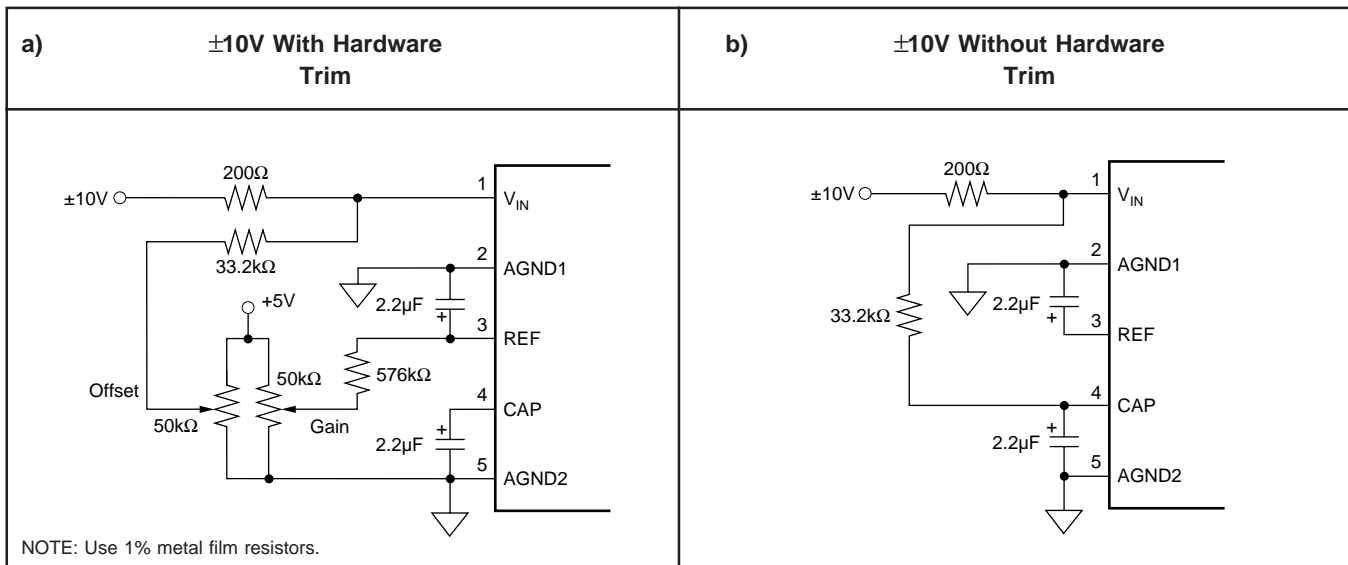 a) ±10V With Hardware
Trim
b) ±10V Without Hardware
Trim
200Ω
±10V
33.2kΩ
+5V
Offset
50kΩ
50kΩ
Gain
576kΩ
2.2µF
+
+
2.2µF
1
VIN
2
AGND1
3
REF
4
CAP
5
AGND2
NOTE: Use 1% metal film resistors.
200Ω
±10V
33.2kΩ
2.2µF
+
+
2.2µF
1
VIN
2
AGND1
3
REF
4
CAP
5
AGND2